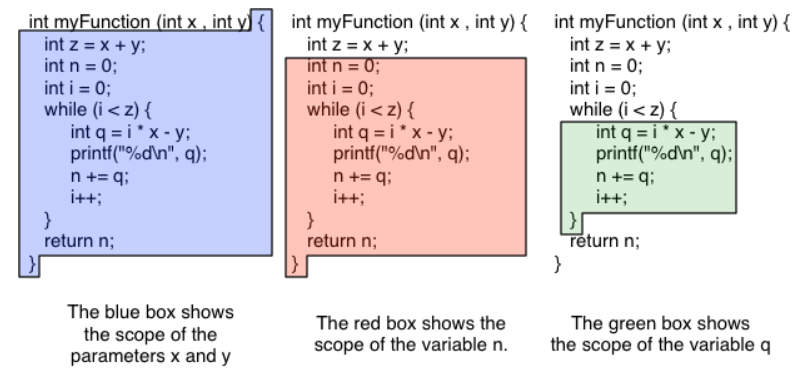 int myFunction (int x , int y) {
int z = x + y;
int n = 0;
int i = 0;
while (i < z) {
int q = i * x - y;
printf("%d\n", q);
n += q;
i++;
}
return n;
}
The blue box shows
the scope of the
parameters x and y
int myFunction (int x , int y) {
int z = x + y;
int n = 0;
int i = 0;
while (i < z) {
int q = i * x - y;
printf("%d\n", q);
n += q;
i++;
}
return n;
}
The red box shows the
scope of the variable n.
int myFunction (int x , int y) {
int z = x + y;
int n = 0;
int i = 0;
while (i < z) {
int q = i * x - y;
printf("%d\n", q);
n += q;
i++;
}
return n;
}
The green box shows
the scope of the variable q